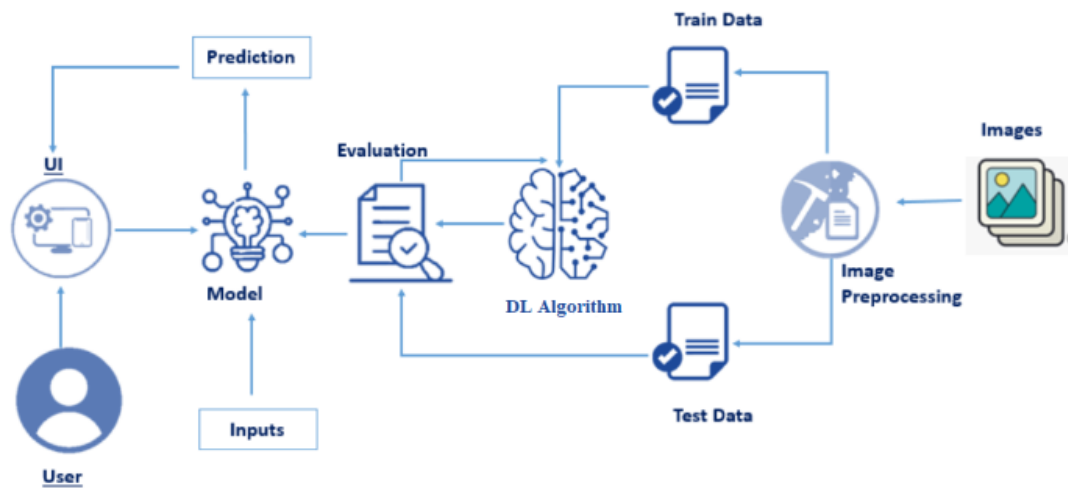 Train Data
Prediction
Images
Evaluation
UI
Image
Preprocessing
Model
DL Algorithm
Test Data
Inputs
User